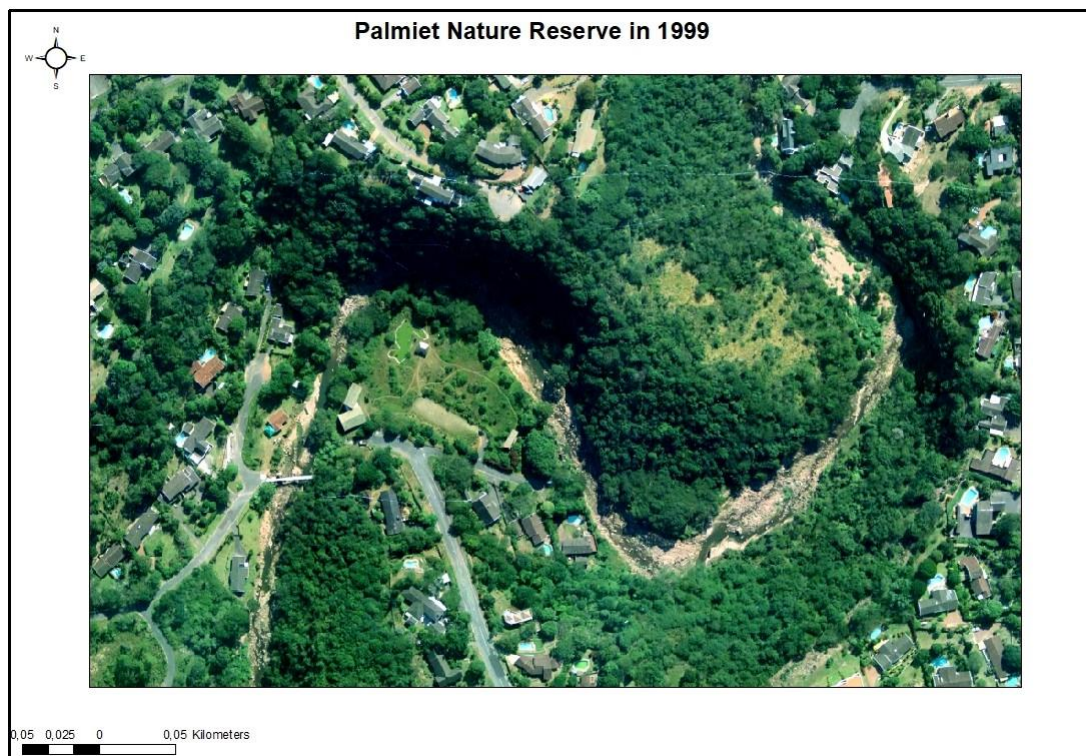 Palmiet Nature Reserve in 1999
N
W E
S
0,05 0,025 0 0,05 Kilometers